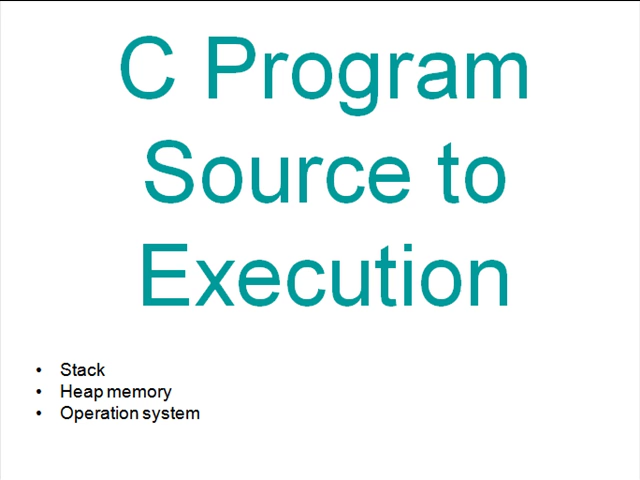 C Program
Source to
Execution
• Stack
• Heap memory
• Operation system